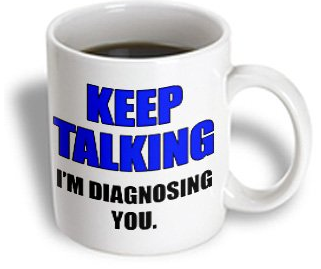 KEEP
TALKING
I'M DIAGNOSING
YOU.